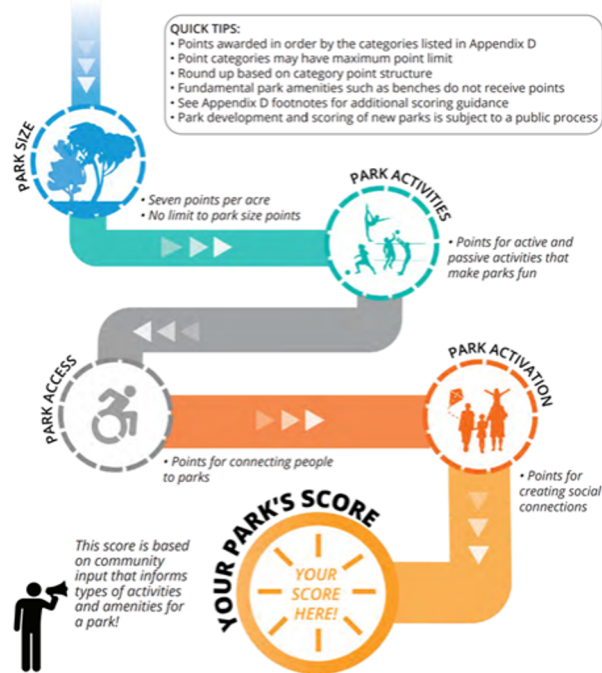 QUICK TIPS:
• Points awarded in order by the categories listed in Appendix D
• Point categories may have maximum point limit
• Round up based on category point structure
• Fundamental park amenities such as benches do not receive points
• See Appendix D footnotes for additional scoring guidance
• Park development and scoring of new parks is subject to a public process
PARK SIZE
• Seven points per acre
• No limit to park size points
PARK ACTIVITIES
• Points for active and
passive activities that
make parks fun
PARK ACCESS
• Points for connecting people
to parks
PARK ACTIVATION
• Points for
creating social
connections
YOUR PARK'S SCORE
YOUR
SCORE
HERE!
This score is based
on community
input that informs
types of activities
and amenities for
a park!